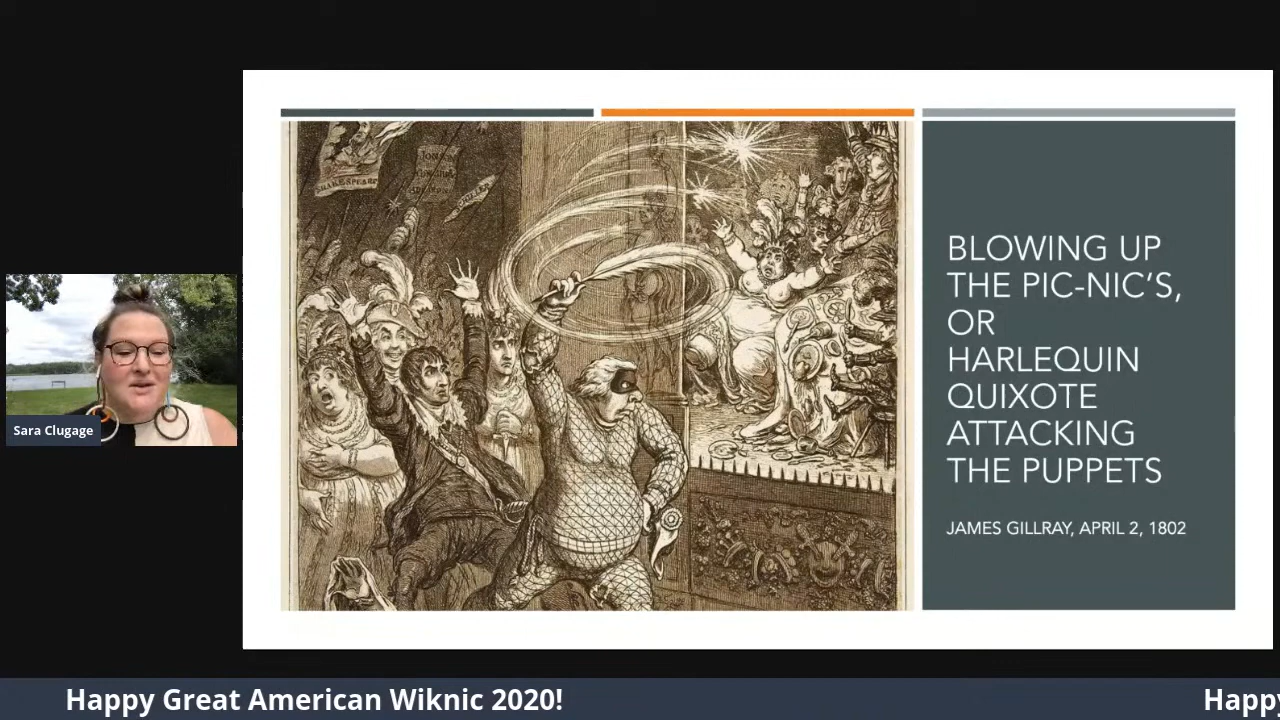 SHAKESPEARE
BLOWING UP
THE PIC-NIC'S,
OR
HARLEQUIN
QUIXOTE
ATTACKING
THE PUPPETS
JAMES GILLRAY, APRIL 2, 1802
Sara Clugage
Happy Great American Wiknic 2020!
Happy